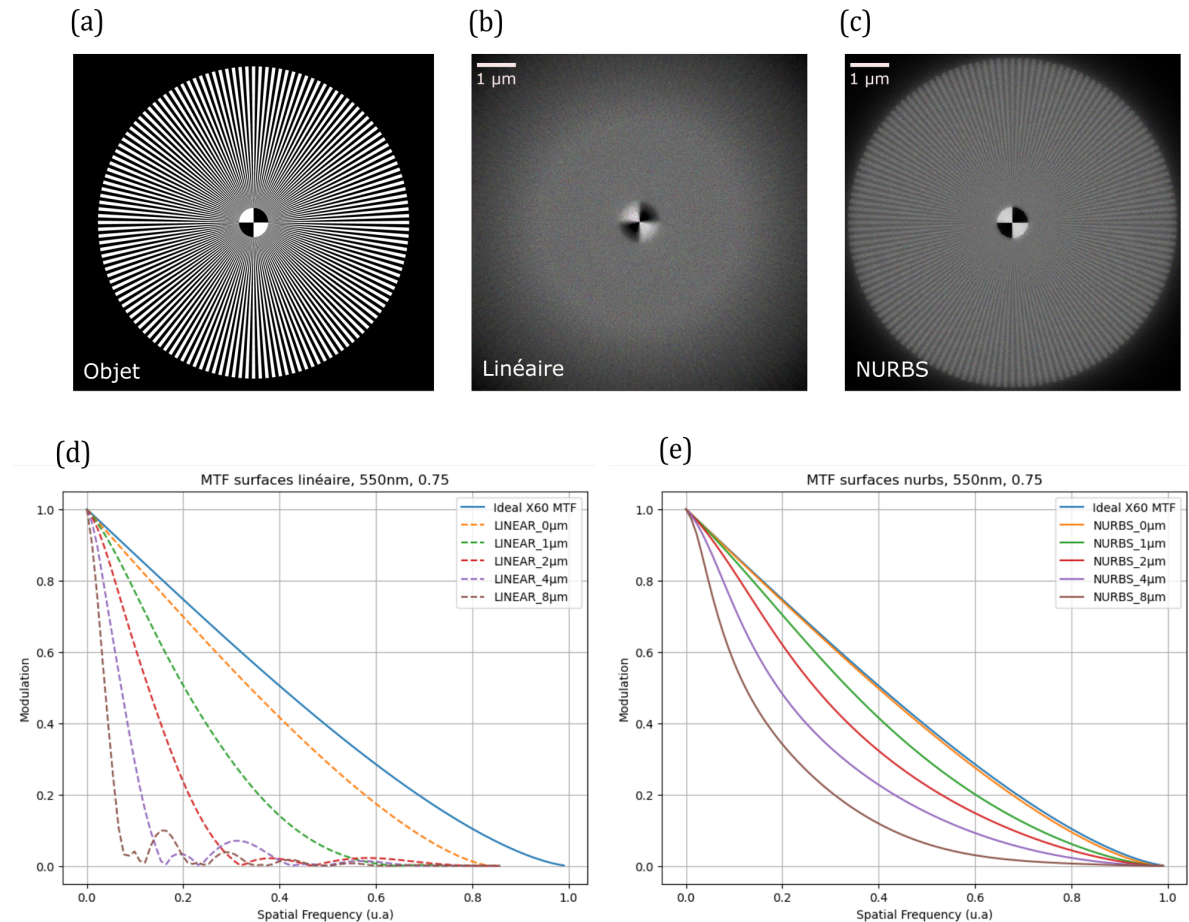 (a)
(b)
(c)
1 µm
1 µm
Objet
Linéaire
NURBS
(d)
(e)
MTF surfaces linéaire, 550nm, 0.75
Ideal X60 MTF
LINEAR_0µm
LINEAR_1µm
LINEAR_2µm
LINEAR_4µm
LINEAR_8µm
1.0
0.8
0.6
0.4
0.2
0.0
Modulation
0.0 0.2 0.4 0.6 0.8 1.0
Spatial Frequency (u.a)
MTF surfaces nurbs, 550nm, 0.75
Ideal X60 MTF
NURBS_0µm
NURBS_1µm
NURBS_2µm
NURBS_4µm
NURBS_8µm
1.0
0.8
0.6
0.4
0.2
0.0
Modulation
0.0 0.2 0.4 0.6 0.8 1.0
Spatial Frequency (u.a)